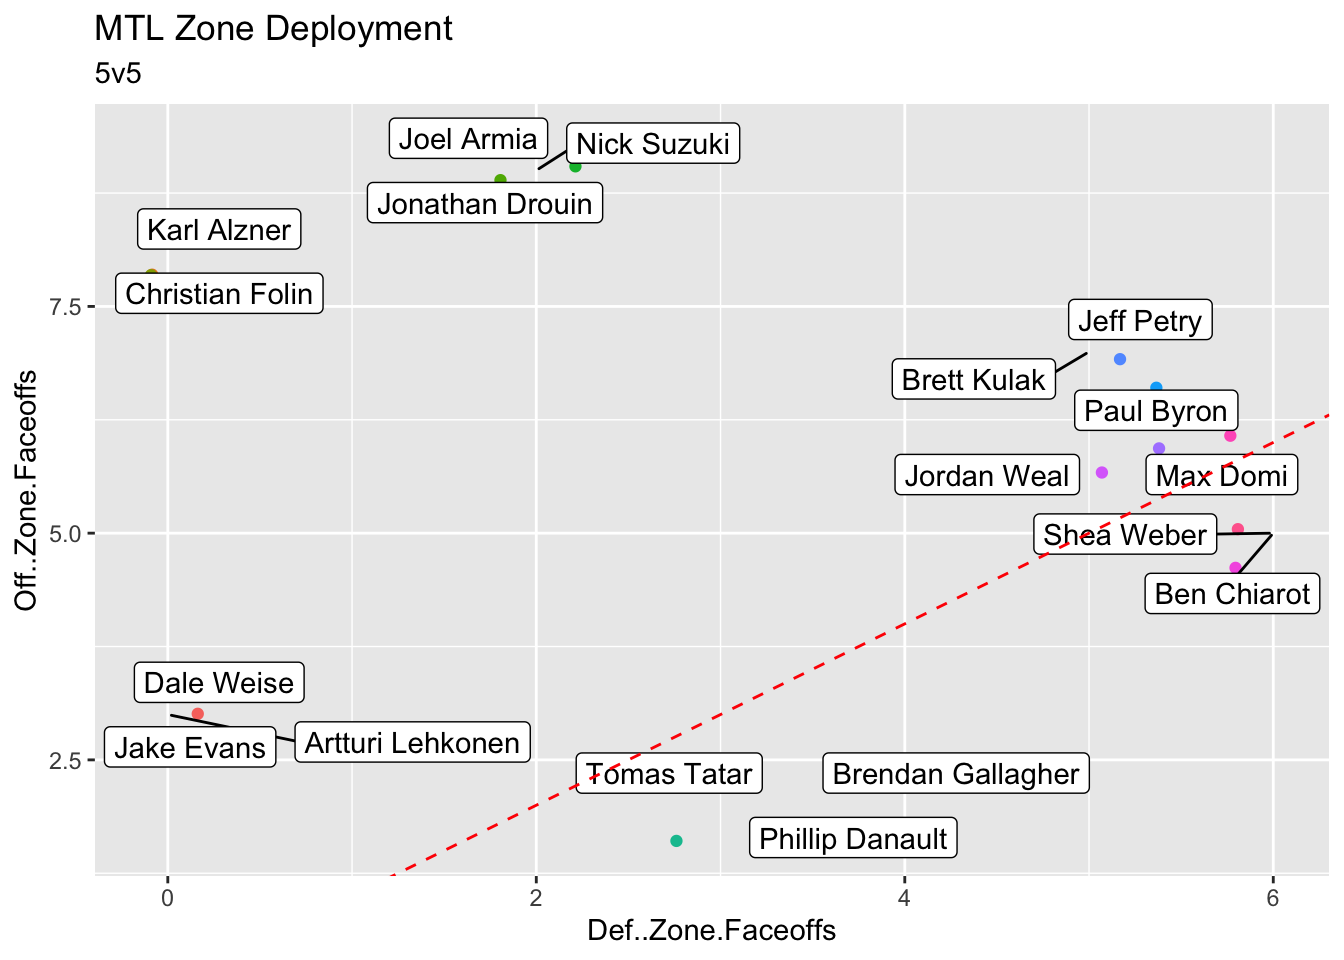 MTL Zone Deployment
5v5
Joel Armia
Nick Suzuki
Jonathan Drouin
Karl Alzner
Christian Folin
Jeff Petry
Brett Kulak
Paul Byron
Jordan Weal
Max Domi
Shea Weber
Ben Chiarot
Dale Weise
Jake Evans
Artturi Lehkonen
Tomas Tatar
Brendan Gallagher
Phillip Danault
7.5
5.0
2.5
Off..Zone.Faceoffs
0
2
4
6
Def..Zone.Faceoffs